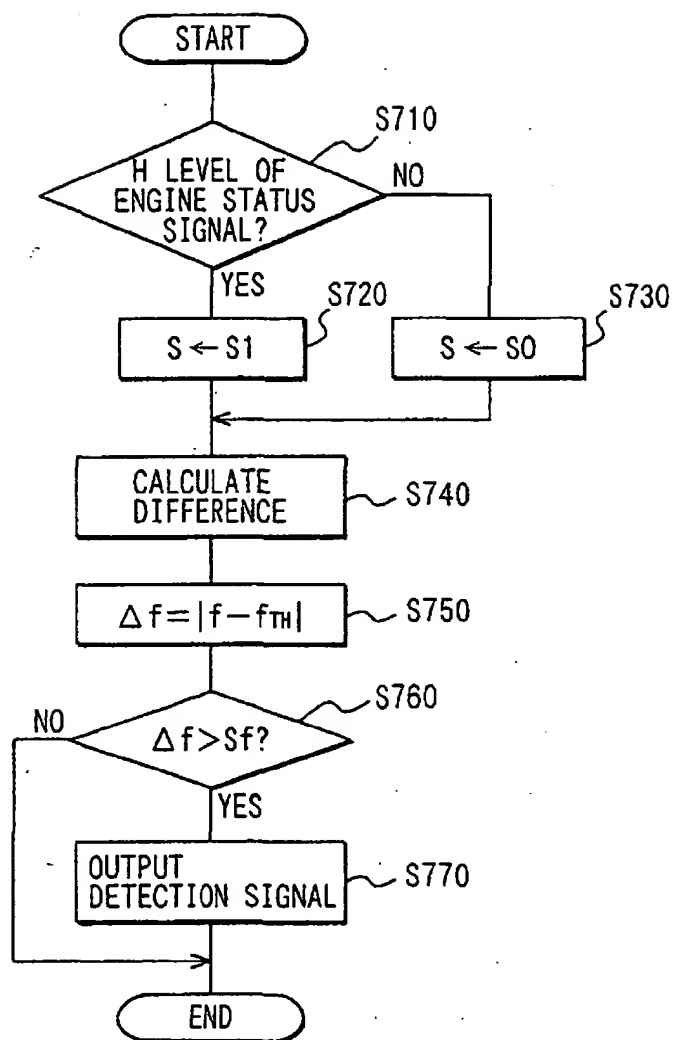 START
S710
H LEVEL OF
ENGINE STATUS
SIGNAL?
NO
YES
S720
S ← S1
S730
S ← S0
CALCULATE
DIFFERENCE
S740
Δf=|f−fTH|
S750
S760
NO
Δf>Sf?
YES
OUTPUT
DETECTION SIGNAL
S770
END